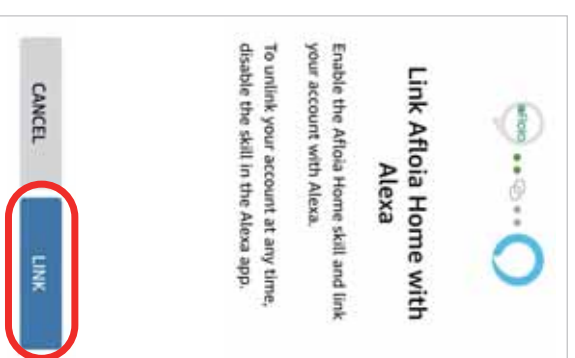 aFloia
Link Afloia Home with
Alexa
Enable the Afloia Home skill and link
your account with Alexa.
To unlink your account at any time,
disable the skill in the Alexa app.
CANCEL
LINK